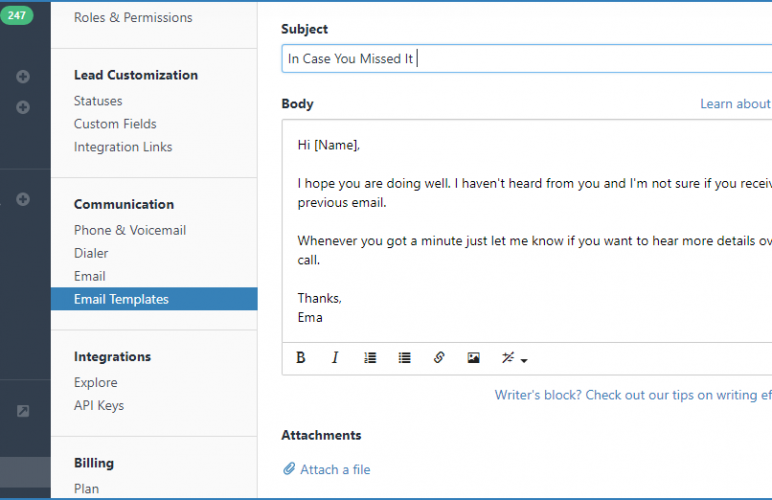 247
Roles & Permissions
Lead Customization
Statuses
Custom Fields
Integration Links
Communication
Phone & Voicemail
Dialer
Email
Email Templates
Integrations
Explore
API Keys
Billing
Plan
Subject
In Case You Missed It
Body
Learn about
Hi [Name],
I hope you are doing well. I haven't heard from you and I'm not sure if you receiv
previous email.
Whenever you got a minute just let me know if you want to hear more details ov
call.
Thanks,
Ema
B I
Writer's block? Check out our tips on writing ef
Attachments
Attach a file